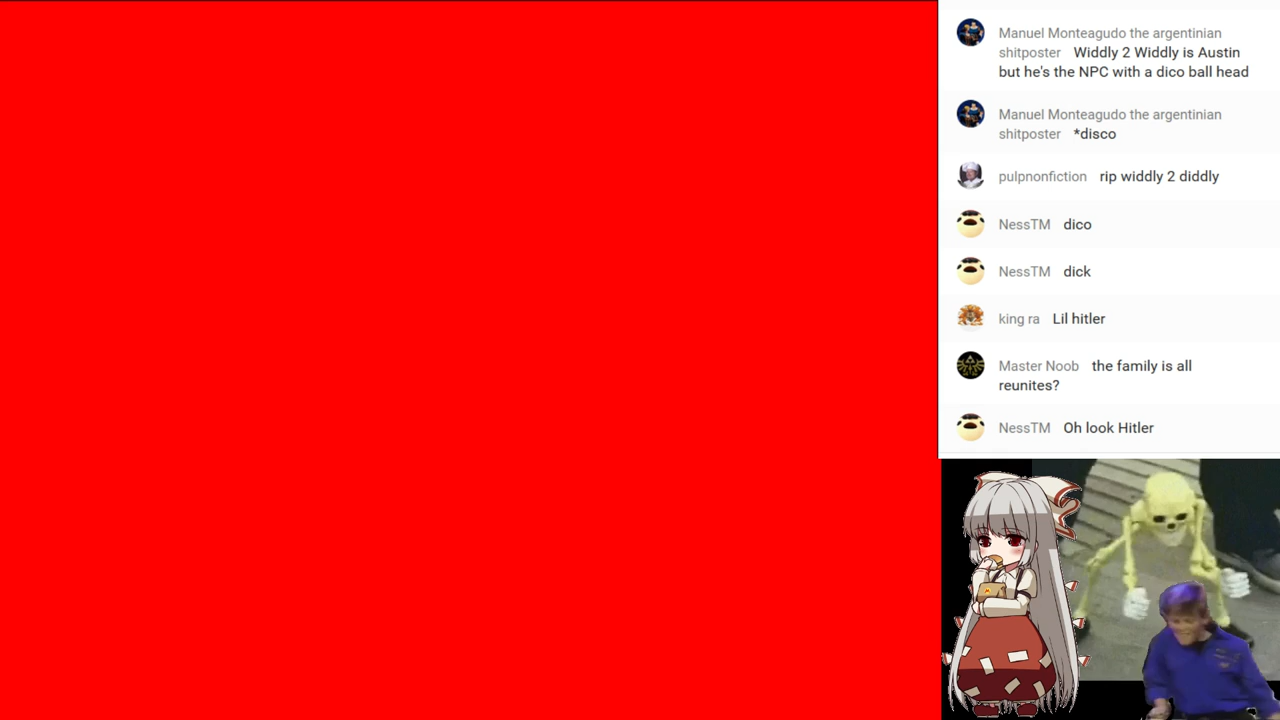 Manuel Monteagudo the argentinian
shitposter Widdly 2 Widdly is Austin
but he's the NPC with a dico ball head
Manuel Monteagudo the argentinian
shitposter *disco
pulpnonfiction rip widdly 2 diddly
NessTM dico
NessTM dick
king ra Lil hitler
Master Noob the family is all
reunites?
NessTM Oh look Hitler